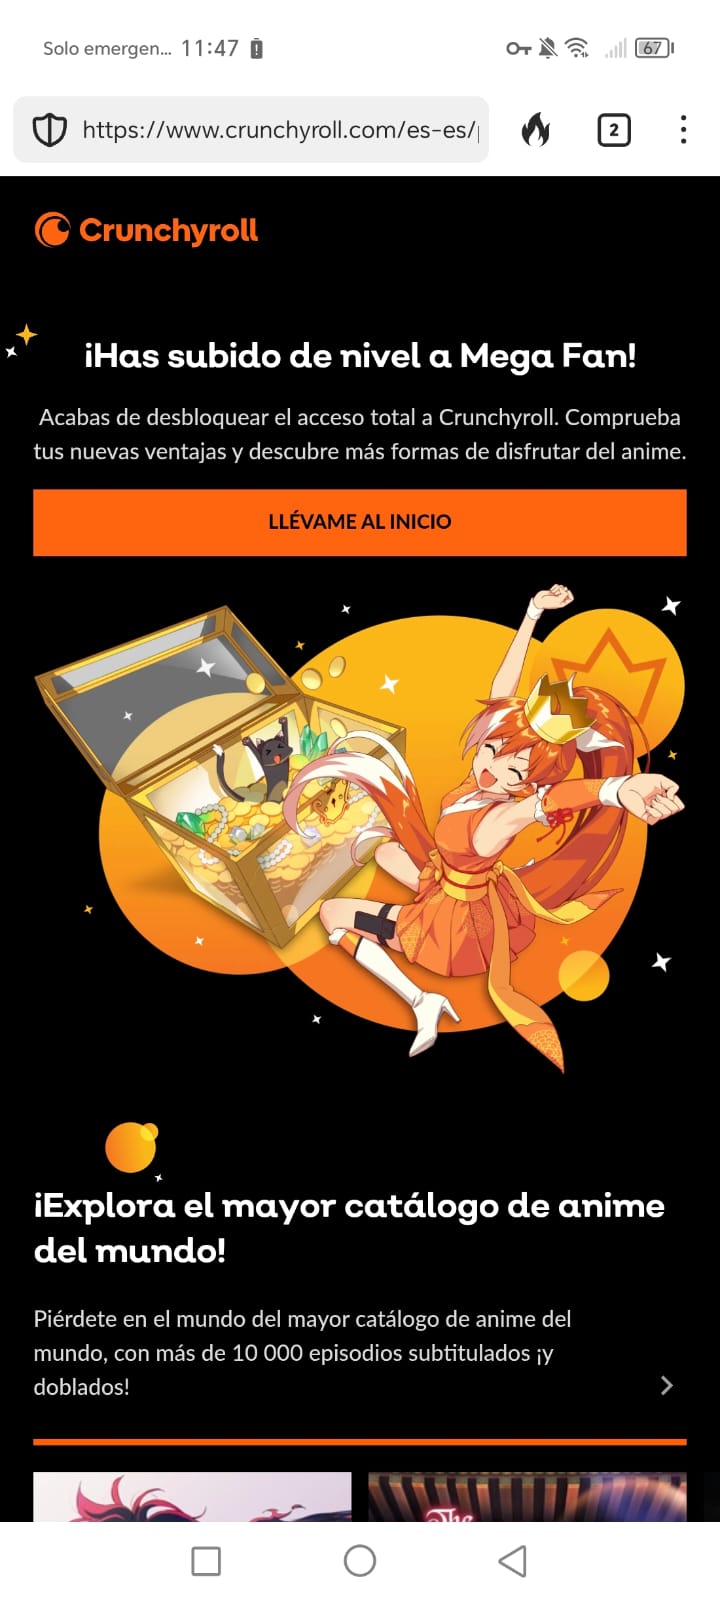 Solo emergen... 11:47
67
https://www.crunchyroll.com/es-es/
2
Crunchyroll
¡Has subido de nivel a Mega Fan!
Acabas de desbloquear el acceso total a Crunchyroll. Comprueba
tus nuevas ventajas y descubre más formas de disfrutar del anime.
LLÉVAME AL INICIO
¡Explora el mayor catálogo de anime
del mundo!
Piérdete en el mundo del mayor catálogo de anime del
mundo, con más de 10 000 episodios subtitulados ¡y
doblados!
The